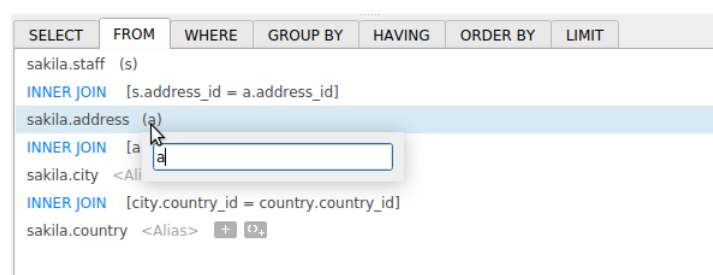 SELECT FROM WHERE GROUP BY HAVING ORDER BY LIMIT
sakila.staff (s)
INNER JOIN [s.address_id = a.address_id]
sakila.address (a)
INNER JOIN [a
a
sakila.city <Ali
INNER JOIN [city.country_id = country.country_id]
sakila.country <Alias> + ()+